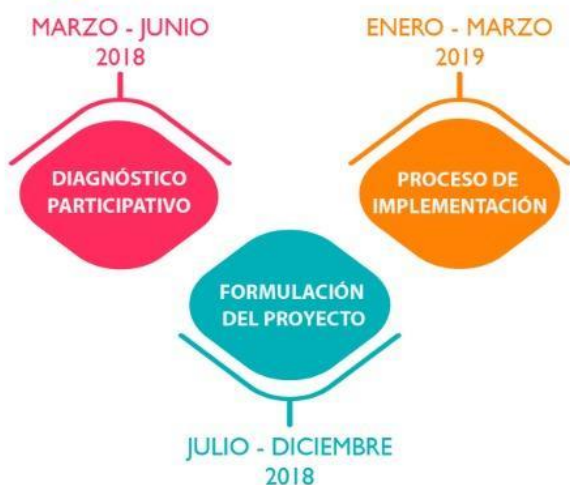 MARZO - JUNIO
2018
DIAGNÓSTICO
PARTICIPATIVO
FORMULACIÓN
DEL PROYECTO
JULIO - DICIEMBRE
2018
ENERO - MARZO
2019
PROCESO DE
IMPLEMENTACIÓN